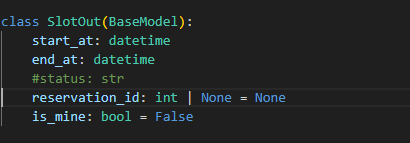 class SlotOut(BaseModel):
    start_at: datetime
    end_at: datetime
    #status: str
    reservation_id: int | None = None
    is_mine: bool = False